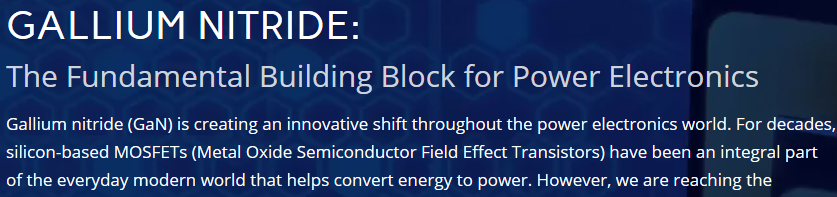 GALLIUM NITRIDE:
The Fundamental Building Block for Power Electronics
Gallium nitride (GaN) is creating an innovative shift throughout the power electronics world. For decades,
silicon-based MOSFETs (Metal Oxide Semiconductor Field Effect Transistors) have been an integral part
of the everyday modern world that helps convert energy to power. However, we are reaching the